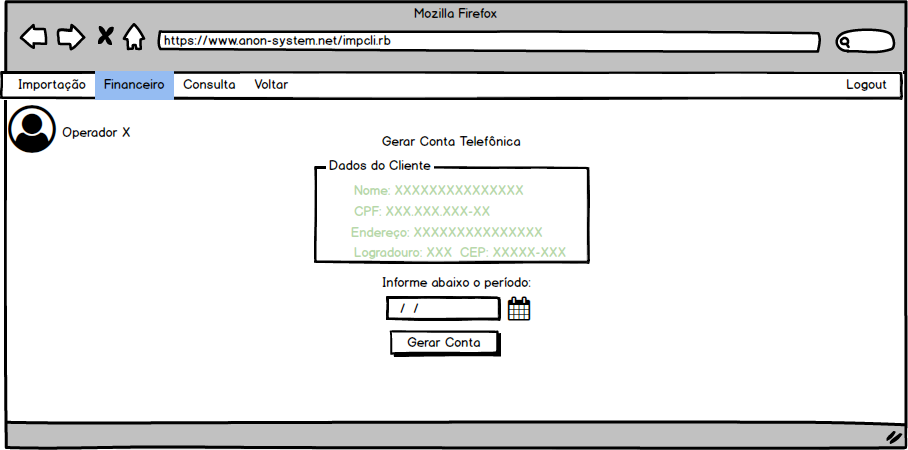 Mozilla Firefox
https://www.anon-system.net/impcli.rb
Importação Financeiro Consulta Voltar Logout
Operador X
Gerar Conta Telefônica
Dados do Cliente
Nome: XXXXXXXXXXXXXXX
CPF: XXX.XXX.XXX-XX
Endereço: XXXXXXXXXXXXXXX
Logradouro: XXX CEP: XXXXX-XXX
Informe abaixo o período:
/ /
Gerar Conta